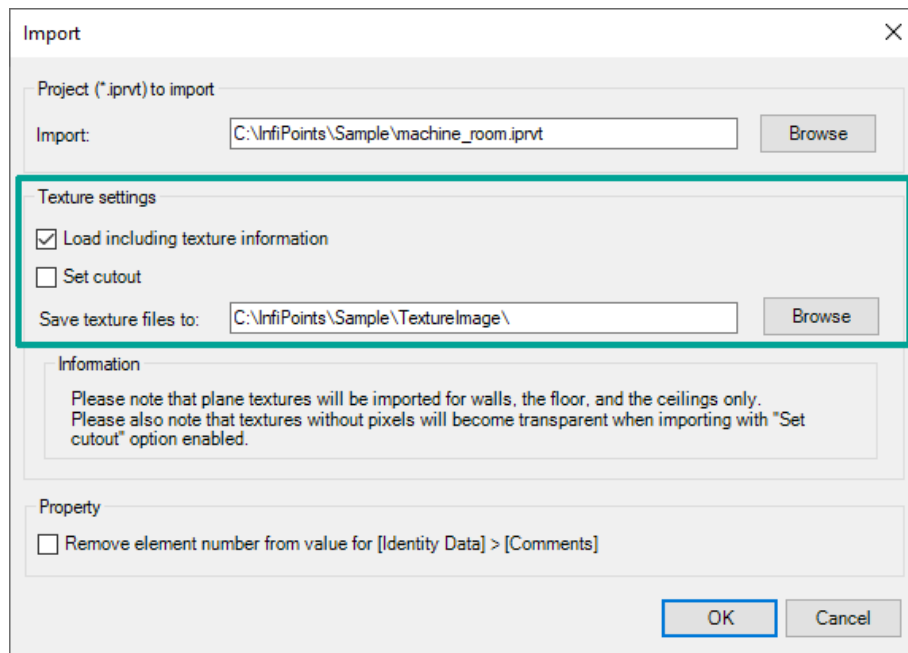 Import
Project (*.iprvt) to import
Import: C:\InfiPoints\Sample\machine_room.iprvt Browse
Texture settings
Load including texture information
Set cutout
Save texture files to: C:\InfiPoints\Sample\TextureImage\ Browse
Information
Please note that plane textures will be imported for walls, the floor, and the ceilings only.
Please also note that textures without pixels will become transparent when importing with "Set
cutout" option enabled.
Property
Remove element number from value for [Identity Data] > [Comments]
OK Cancel